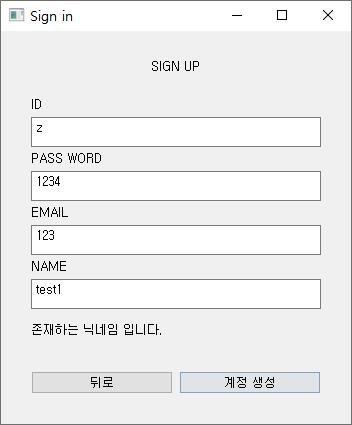 Sign in
SIGN UP
ID
z
PASS WORD
1234
EMAIL
123
NAME
test1
존재하는 닉네임 입니다.
뒤로 계정 생성